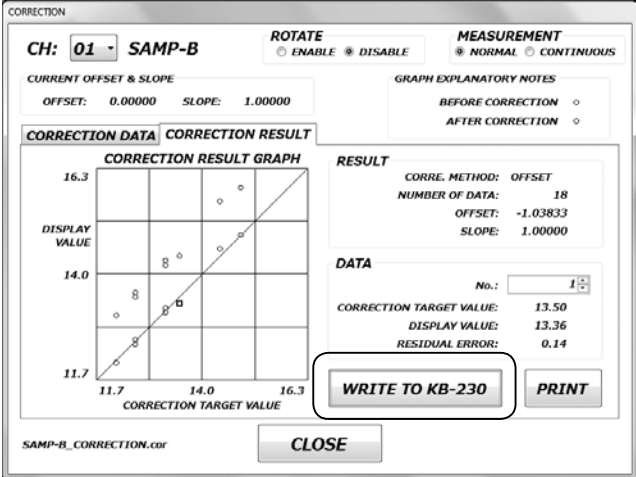 CORRECTION
CH: 01 SAMP-B
ROTATE
ENABLE DISABLE
MEASUREMENT
NORMAL CONTINUOUS
CURRENT OFFSET & SLOPE
OFFSET: 0.00000 SLOPE: 1.00000
GRAPH EXPLANATORY NOTES
BEFORE CORRECTION
AFTER CORRECTION
CORRECTION DATA CORRECTION RESULT
CORRECTION RESULT GRAPH
16.3
DISPLAY
VALUE
14.0
11.7
11.7 14.0 16.3
CORRECTION TARGET VALUE
RESULT
CORRE. METHOD: OFFSET
NUMBER OF DATA: 18
OFFSET: -1.03833
SLOPE: 1.00000
DATA
No.: 1
CORRECTION TARGET VALUE: 13.50
DISPLAY VALUE: 13.36
RESIDUAL ERROR: 0.14
WRITE TO KB-230 PRINT
SAMP-B_CORRECTION.cor CLOSE